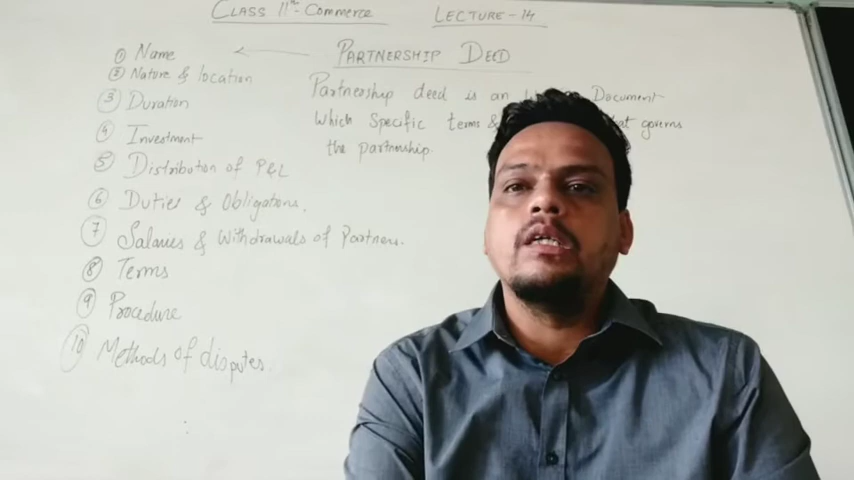 CLASS 11th - COMMERCE
LECTURE - 14
PARTNERSHIP DEED
Partnership deed is an Document
Which Specific terms & governs
the partnership.
① Name
② Nature & location
③ Duration
④ Investment
⑤ Distribution of P&L
⑥ Duties & Obligations.
⑦ Salaries & Withdrawals of Partners.
⑧ Terms
⑨ Procedure
⑩ Methods of disputes